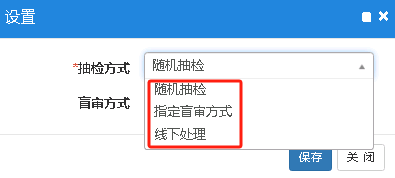 设置
*抽检方式
随机抽检
随机抽检
盲审方式
指定盲审方式
线下处理
保存
关 闭